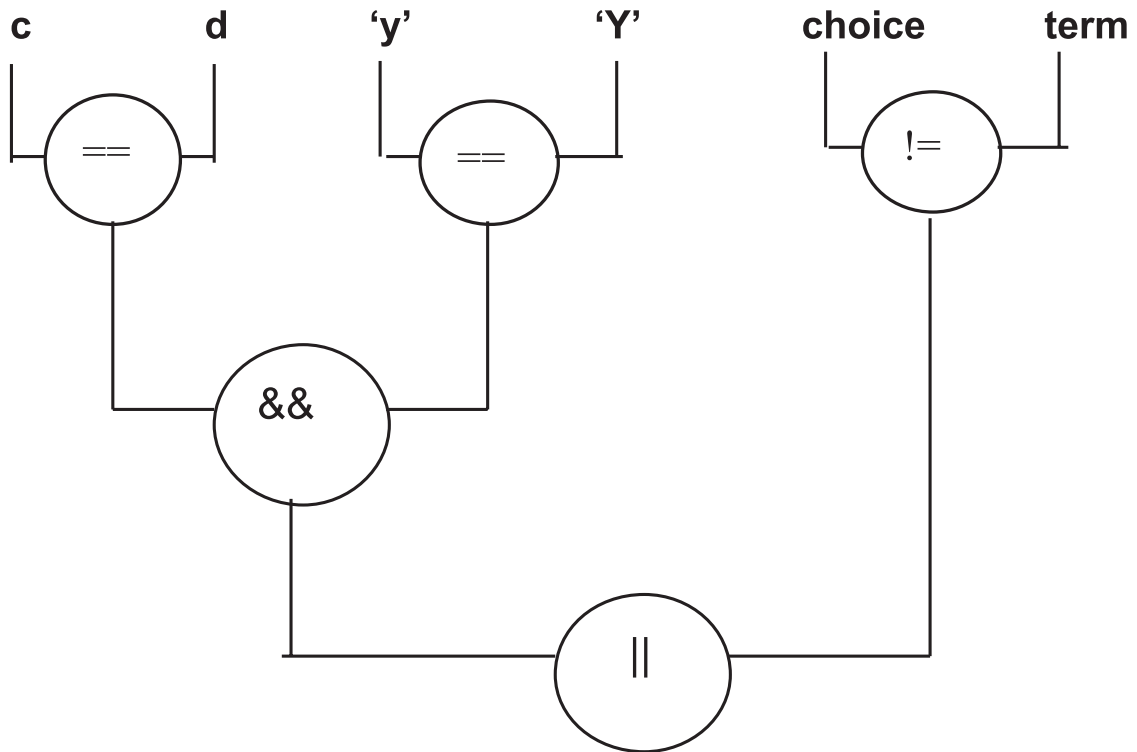 c d ‘y’ ‘Y’ choice term
== == !=
&&
||